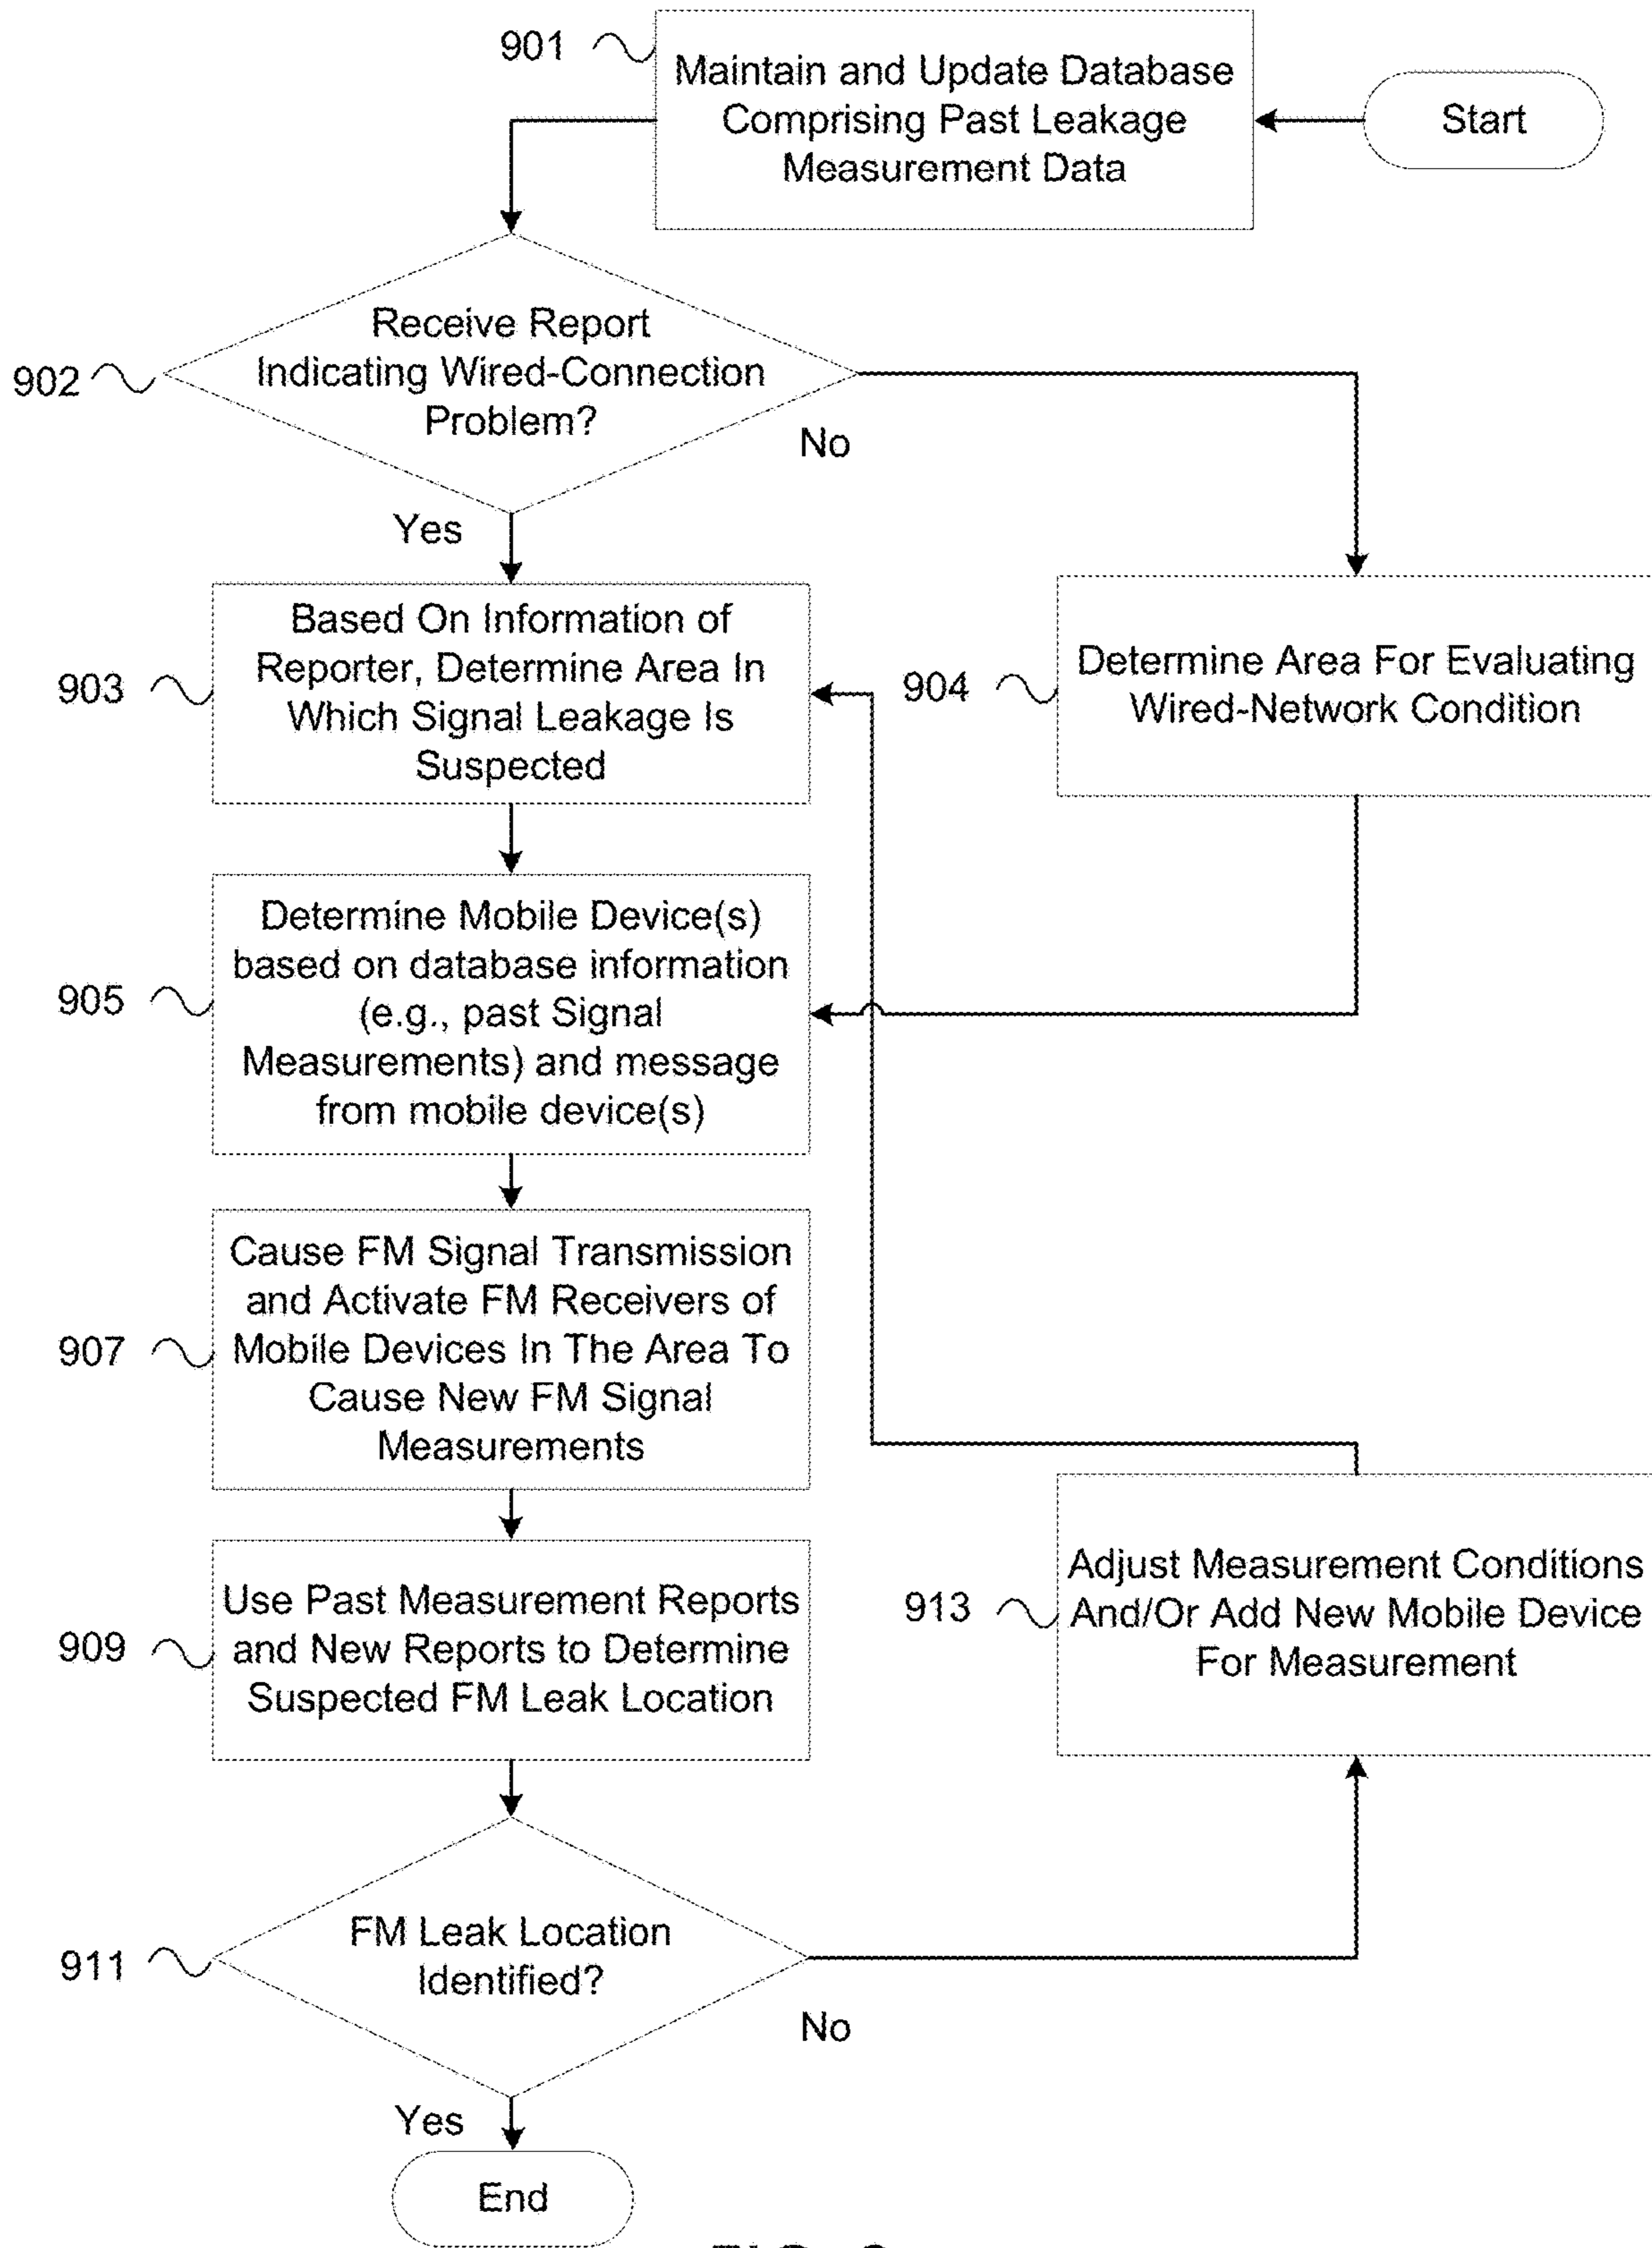 901
Maintain and Update Database
Comprising Past Leakage
Measurement Data
Start
902
Receive Report
Indicating Wired-Connection
Problem?
No
Yes
903
Based On Information of
Reporter, Determine Area In
Which Signal Leakage Is
Suspected
904
Determine Area For Evaluating
Wired-Network Condition
905
Determine Mobile Device(s)
based on database information
(e.g., past Signal
Measurements) and message
from mobile device(s)
907
Cause FM Signal Transmission
and Activate FM Receivers of
Mobile Devices In The Area To
Cause New FM Signal
Measurements
909
Use Past Measurement Reports
and New Reports to Determine
Suspected FM Leak Location
913
Adjust Measurement Conditions
And/Or Add New Mobile Device
For Measurement
911
FM Leak Location
Identified?
No
Yes
End